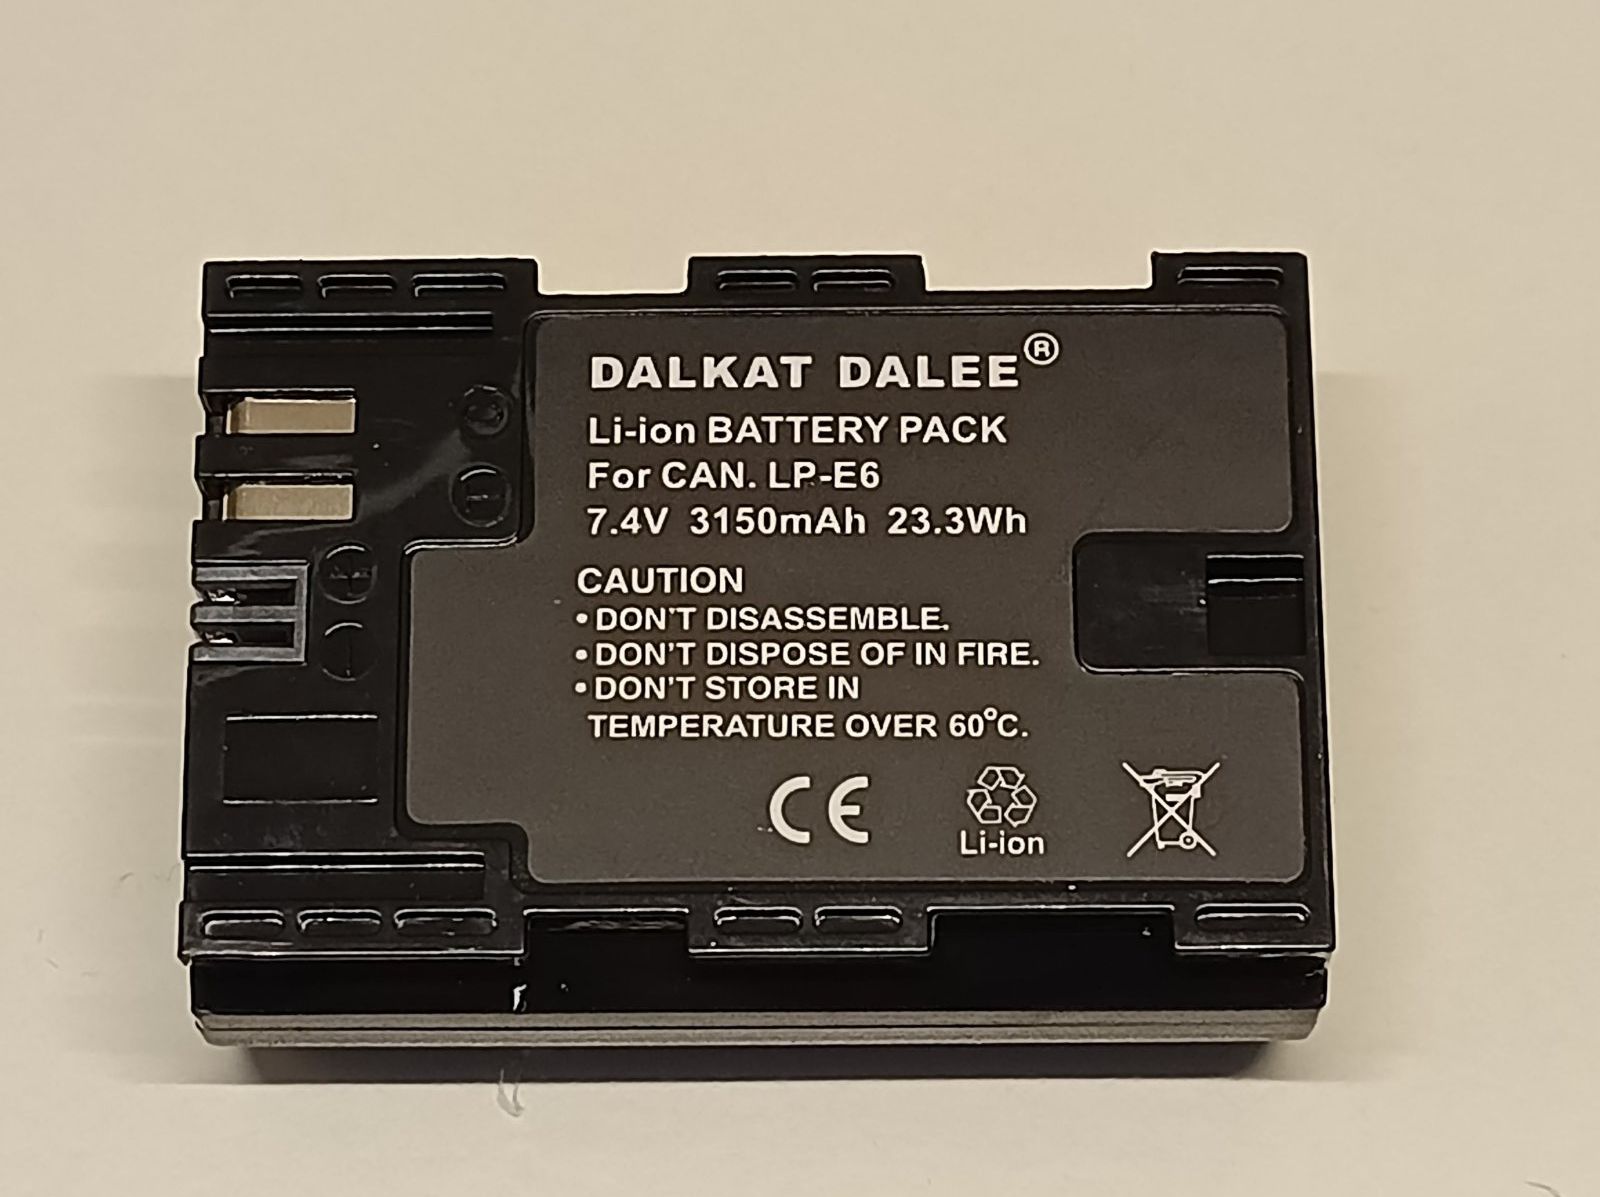 DALKAT DALEE®
Li-ion BATTERY PACK
For CAN. LP-E6
7.4V 3150mAh 23.3Wh
CAUTION
• DON'T DISASSEMBLE.
• DON'T DISPOSE OF IN FIRE.
• DON'T STORE IN
TEMPERATURE OVER 60°C.
CE
Li-ion